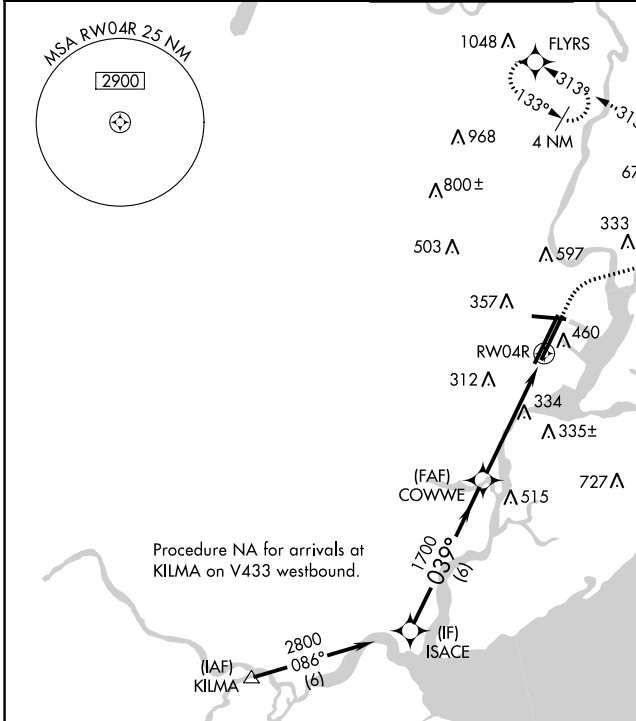 MSA RW04R 25 NM
2900
1048
FLYRS
313°
133°
4 NM
968
800±
503
597
333
357
460
RW04R
312
334
335±
(FAF)
COWWE
515
727
Procedure NA for arrivals at
KILMA on V433 westbound.
1700
039°
(6)
2800
086°
(6)
(IF)
ISACE
(IAF)
KILMA